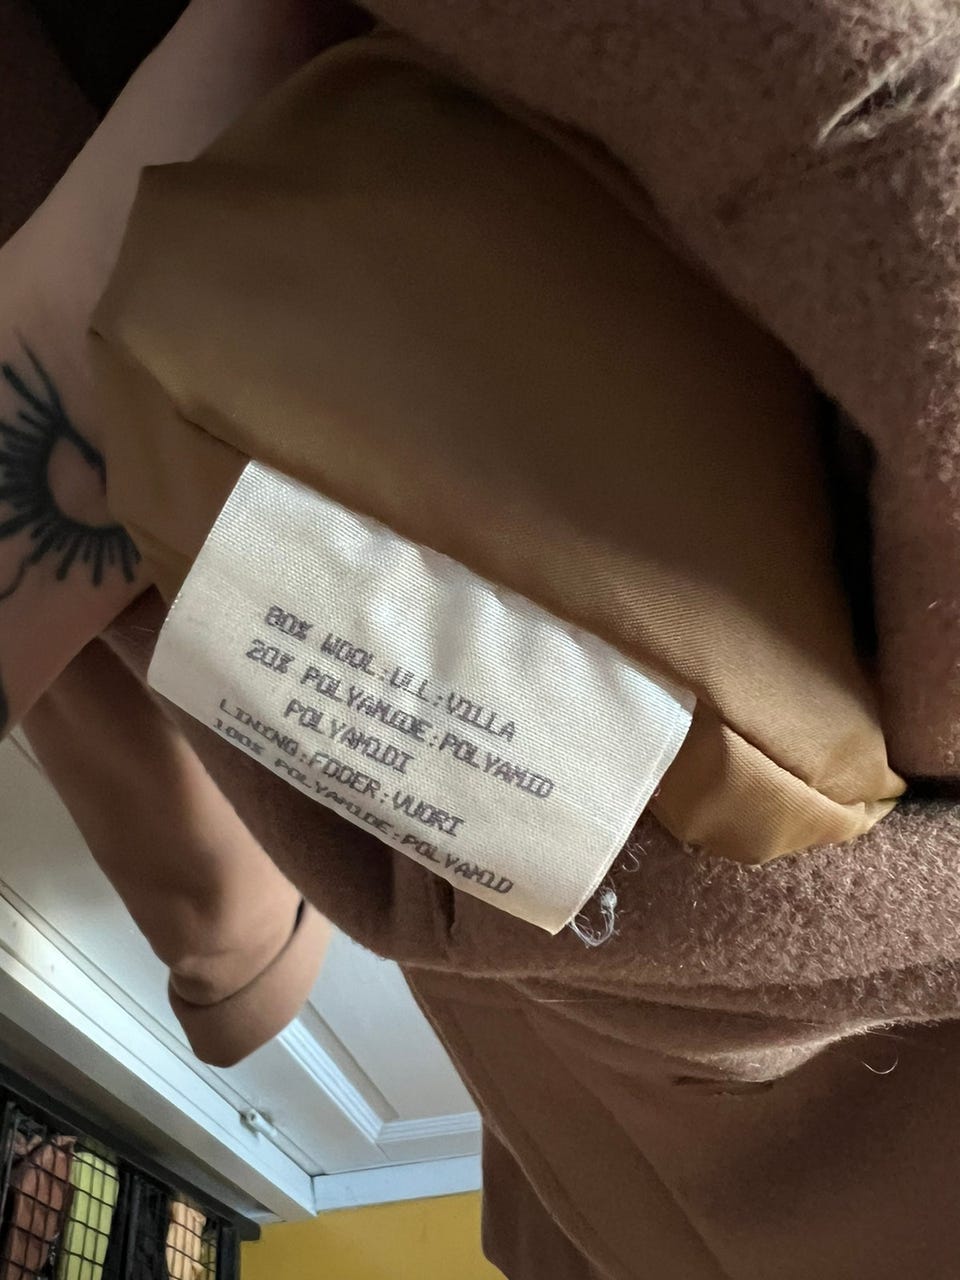 80% WOOL:ULL:VILLA
20% POLYAMIDE:POLYAMID
POLYAMIDI
LINING:FODER:VUORI
100% POLYAMIDE:POLYAMID